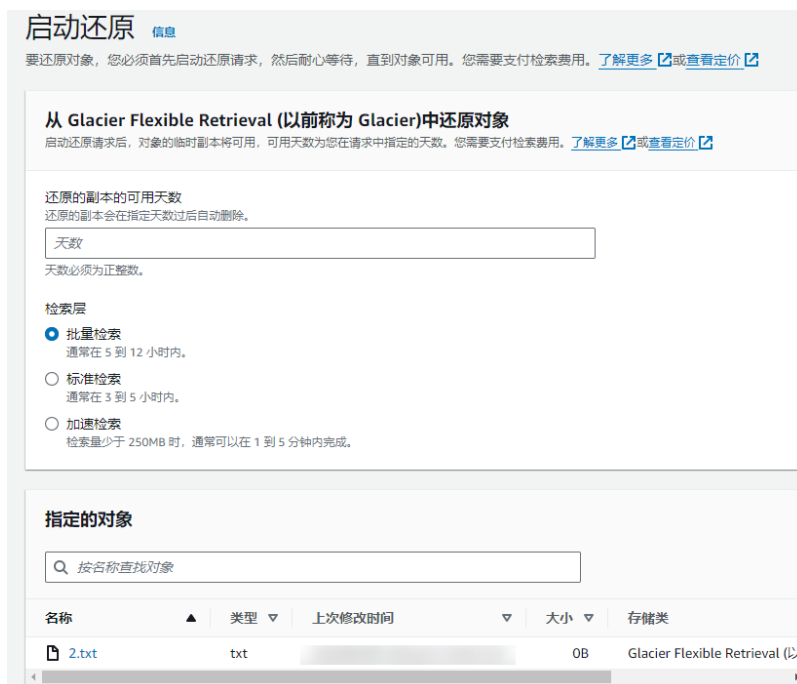 启动还原 信息
要还原对象，您必须首先启动还原请求，然后耐心等待，直到对象可用。您需要支付检索费用。了解更多或查看定价
从 Glacier Flexible Retrieval (以前称为 Glacier)中还原对象
启动还原请求后，对象的临时副本将可用，可用天数为您在请求中指定的天数。您需要支付检索费用。了解更多或查看定价
还原的副本的可用天数
还原的副本会在指定天数过后自动删除。
天数
天数必须为正整数。
检索层
批量检索
通常在 5 到 12 小时内。
标准检索
通常在 3 到 5 小时内。
加速检索
检索量少于 250MB 时，通常可以在 1 到 5 分钟内完成。
指定的对象
按名称查找对象
名称 类型 上次修改时间 大小 存储类
2.txt txt 0B Glacier Flexible Retrieval (以